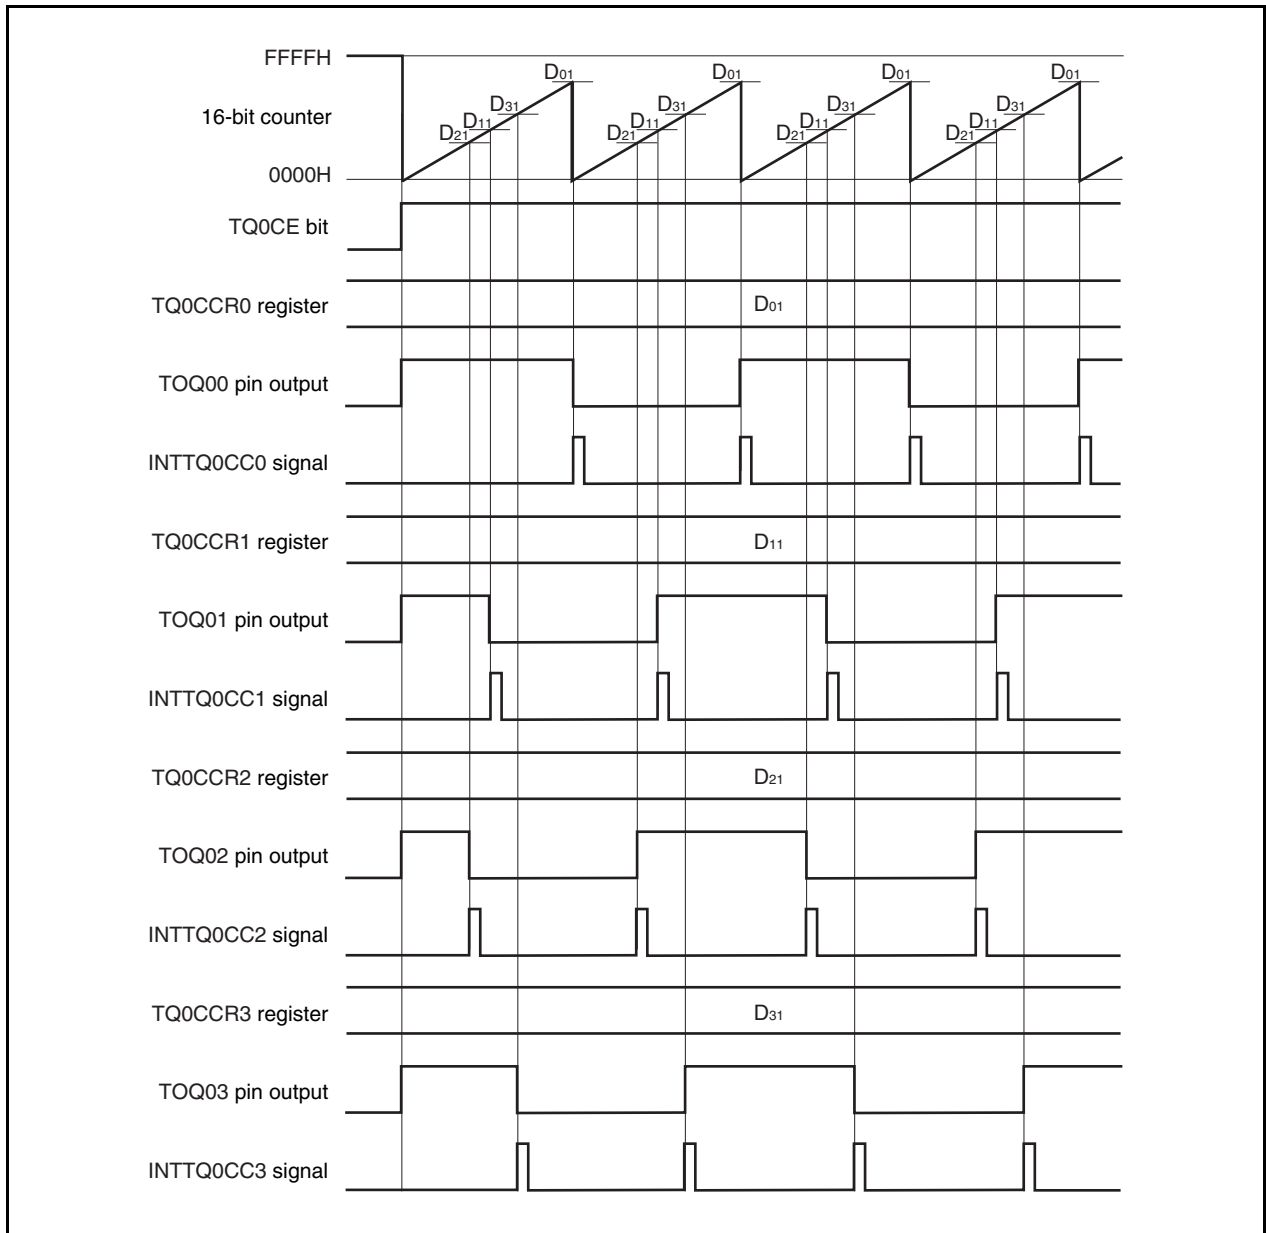 FFFFH
D01 D01 D01 D01
D31 D31 D31 D31
16-bit counter
D11 D11 D11 D11
D21 D21 D21 D21
0000H
TQ0CE bit
TQ0CCR0 register
D01
TOQ00 pin output
INTTQ0CC0 signal
TQ0CCR1 register
D11
TOQ01 pin output
INTTQ0CC1 signal
TQ0CCR2 register
D21
TOQ02 pin output
INTTQ0CC2 signal
TQ0CCR3 register
D31
TOQ03 pin output
INTTQ0CC3 signal